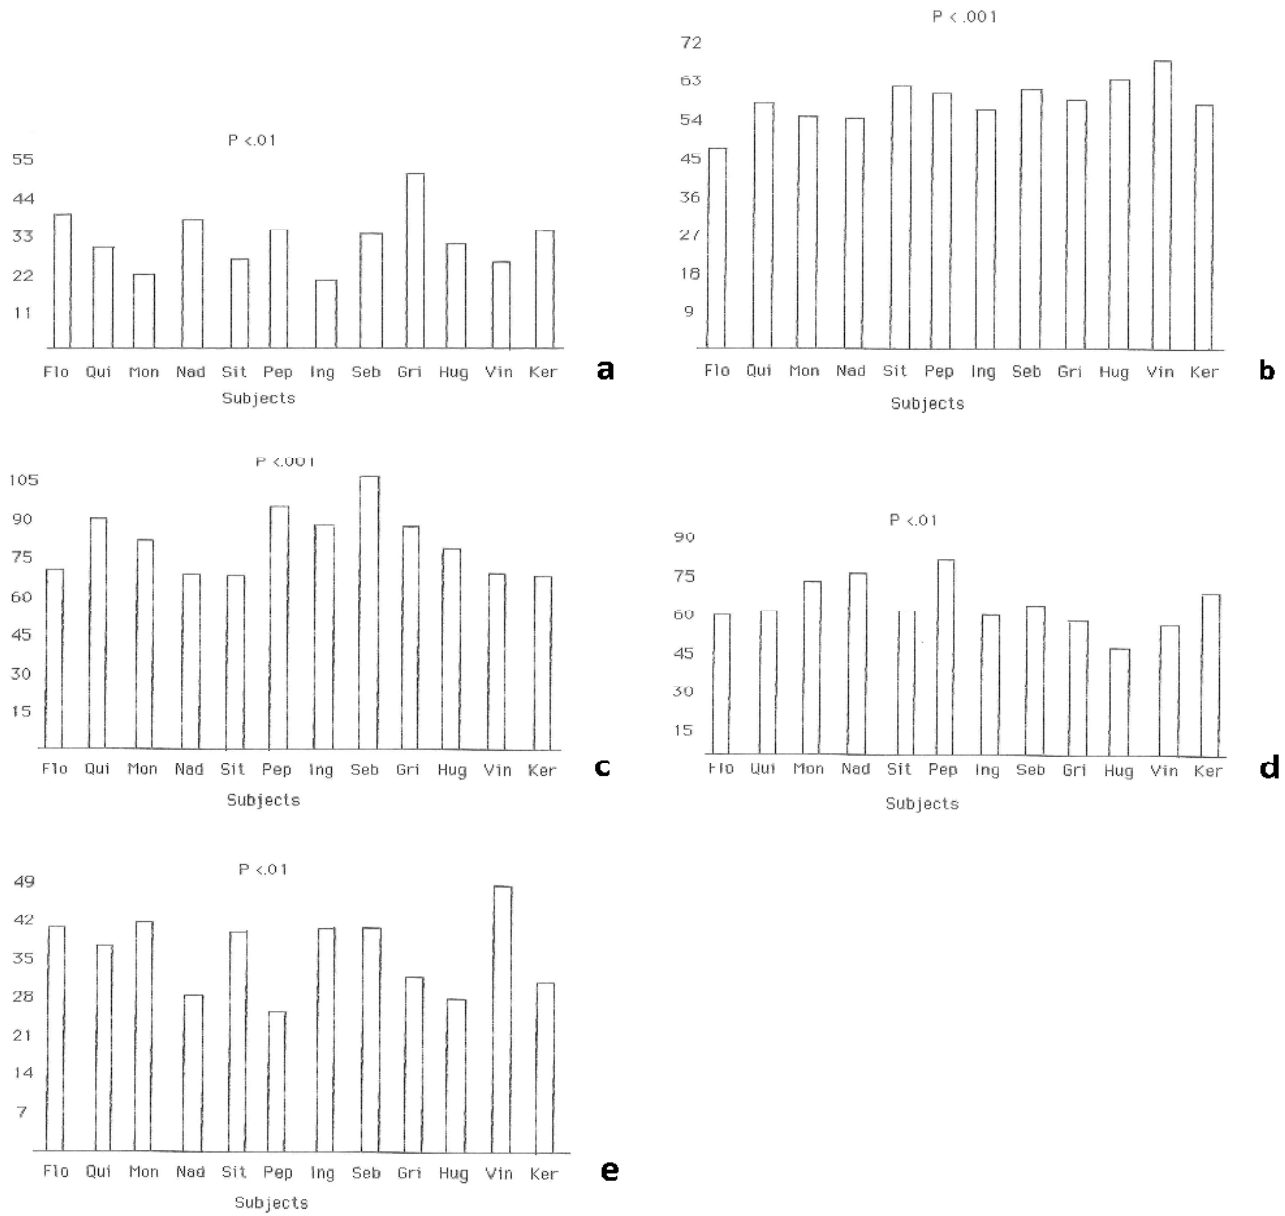 P <.01
55
44
33
22
11
Flo Qui Mon Nad Sit Pep Ing Seb Gri Hug Vin Ker
Subjects
a
P < .001
72
63
54
45
36
27
18
9
Flo Qui Mon Nad Sit Pep Ing Seb Gri Hug Vin Ker
Subjects
b
P <.001
105
90
75
60
45
30
15
Flo Qui Mon Nad Sit Pep Ing Seb Gri Hug Vin Ker
Subjects
c
P <.01
90
75
60
45
30
15
Flo Qui Mon Nad Sit Pep Ing Seb Gri Hug Vin Ker
Subjects
d
P <.01
49
42
35
28
21
14
7
Flo Qui Mon Nad Sit Pep Ing Seb Gri Hug Vin Ker
Subjects
e